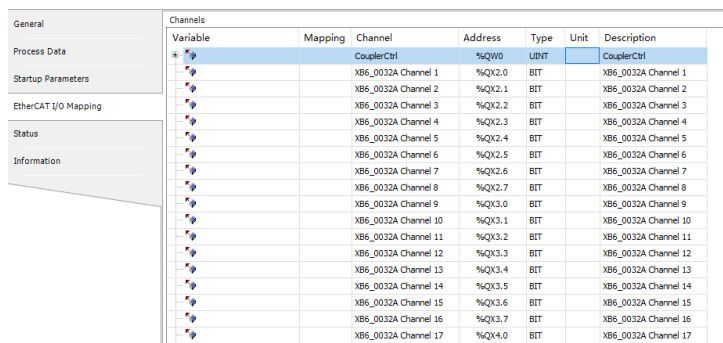 General
Process Data
Startup Parameters
EtherCAT I/O Mapping
Status
Information
Channels
Variable Mapping Channel Address Type Unit Description
CouplerCtrl %QW0 UINT CouplerCtrl
XB6_0032A Channel 1 %QX2.0 BIT XB6_0032A Channel 1
XB6_0032A Channel 2 %QX2.1 BIT XB6_0032A Channel 2
XB6_0032A Channel 3 %QX2.2 BIT XB6_0032A Channel 3
XB6_0032A Channel 4 %QX2.3 BIT XB6_0032A Channel 4
XB6_0032A Channel 5 %QX2.4 BIT XB6_0032A Channel 5
XB6_0032A Channel 6 %QX2.5 BIT XB6_0032A Channel 6
XB6_0032A Channel 7 %QX2.6 BIT XB6_0032A Channel 7
XB6_0032A Channel 8 %QX2.7 BIT XB6_0032A Channel 8
XB6_0032A Channel 9 %QX3.0 BIT XB6_0032A Channel 9
XB6_0032A Channel 10 %QX3.1 BIT XB6_0032A Channel 10
XB6_0032A Channel 11 %QX3.2 BIT XB6_0032A Channel 11
XB6_0032A Channel 12 %QX3.3 BIT XB6_0032A Channel 12
XB6_0032A Channel 13 %QX3.4 BIT XB6_0032A Channel 13
XB6_0032A Channel 14 %QX3.5 BIT XB6_0032A Channel 14
XB6_0032A Channel 15 %QX3.6 BIT XB6_0032A Channel 15
XB6_0032A Channel 16 %QX3.7 BIT XB6_0032A Channel 16
XB6_0032A Channel 17 %QX4.0 BIT XB6_0032A Channel 17